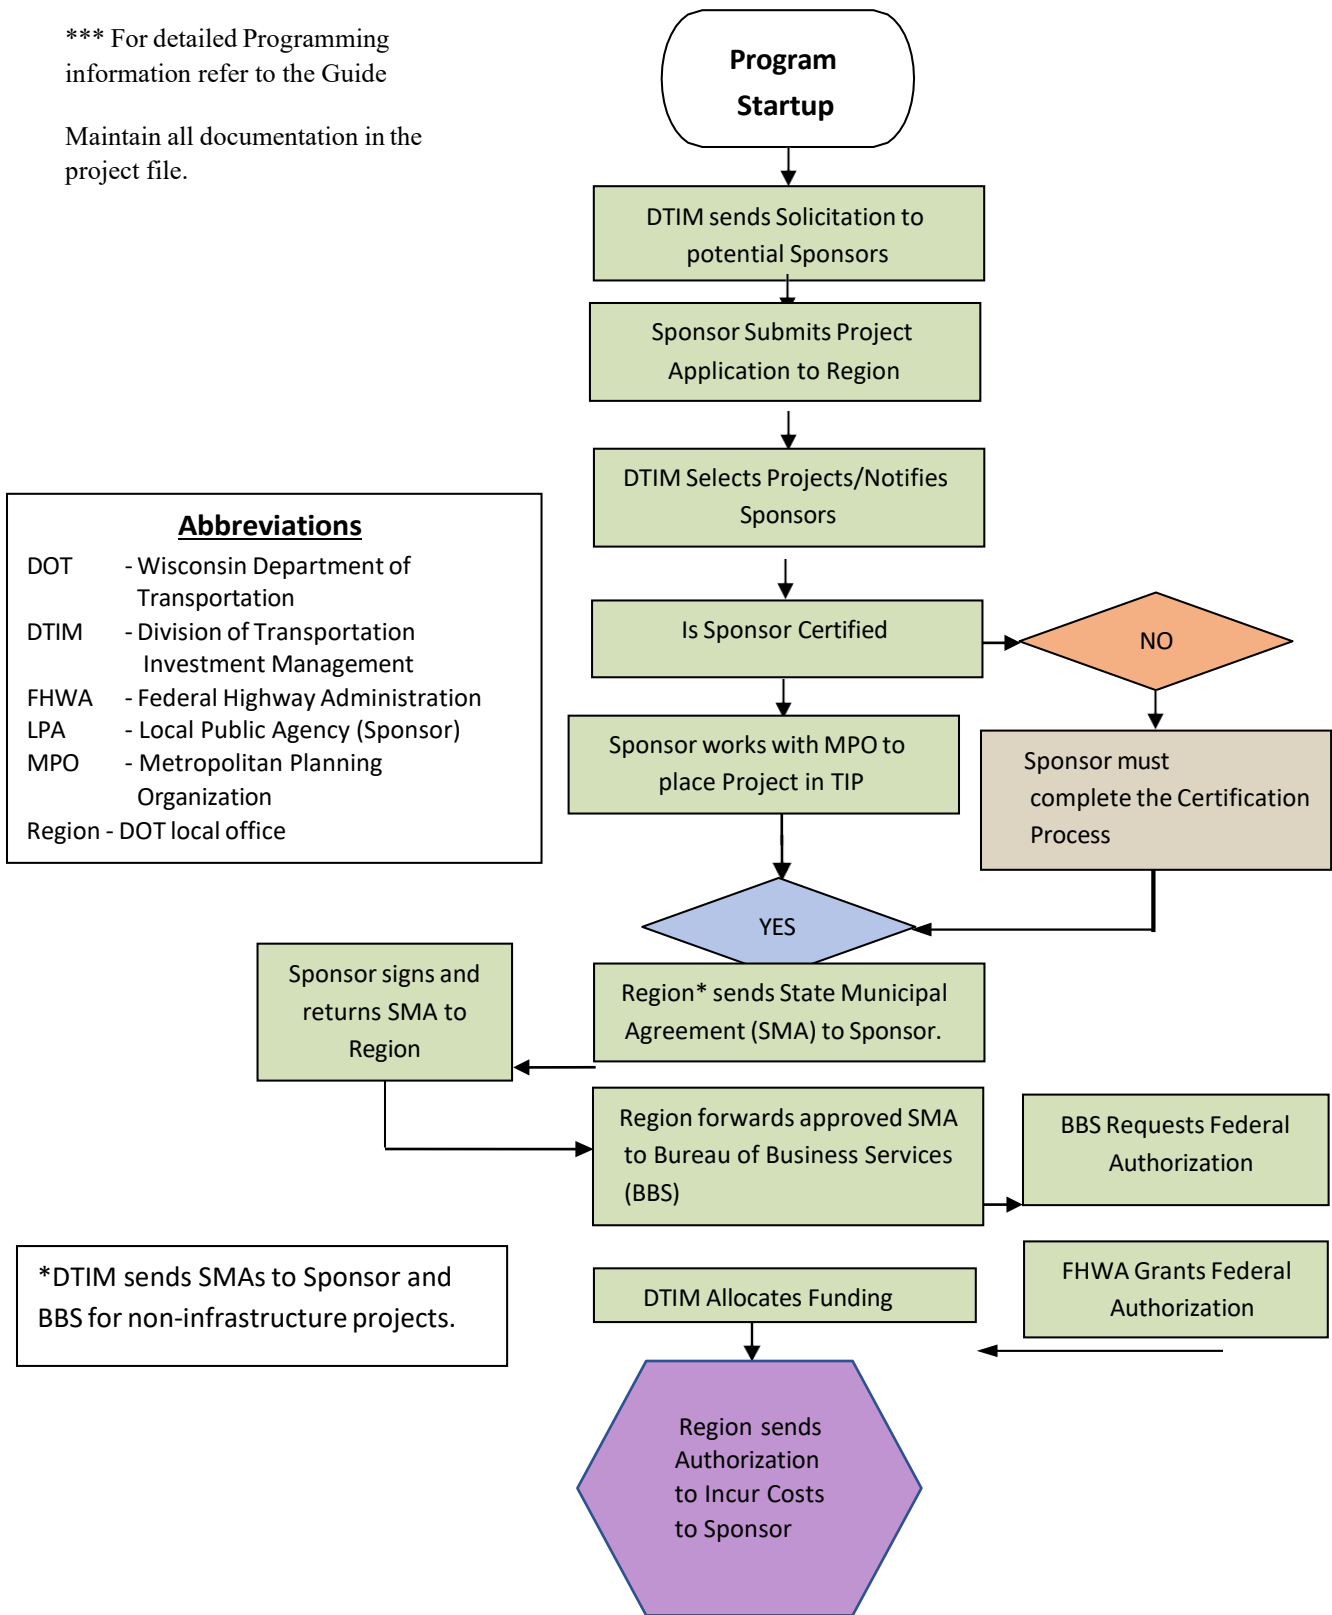 *** For detailed Programming
information refer to the Guide
Maintain all documentation in the
project file.
Program
Startup
DTIM sends Solicitation to
potential Sponsors
Sponsor Submits Project
Application to Region
DTIM Selects Projects/Notifies
Sponsors
Abbreviations
DOT - Wisconsin Department of
Transportation
DTIM - Division of Transportation
Investment Management
FHWA - Federal Highway Administration
LPA - Local Public Agency (Sponsor)
MPO - Metropolitan Planning
Organization
Region - DOT local office
Is Sponsor Certified
NO
Sponsor works with MPO to
place Project in TIP
Sponsor must
complete the Certification
Process
YES
Region* sends State Municipal
Agreement (SMA) to Sponsor.
Sponsor signs and
returns SMA to
Region
Region forwards approved SMA
to Bureau of Business Services
(BBS)
BBS Requests Federal
Authorization
FHWA Grants Federal
Authorization
DTIM Allocates Funding
*DTIM sends SMAs to Sponsor and
BBS for non-infrastructure projects.
Region sends
Authorization
to Incur Costs
to Sponsor